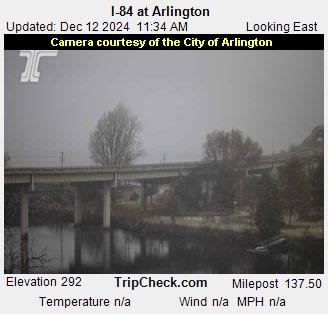 I-84 at Arlington
Updated: Dec 12 2024 11:34 AM Looking East
Camera courtesy of the City of Arlington
Elevation 292 TripCheck.com Milepost 137.50
Temperature n/a Wind n/a MPH n/a